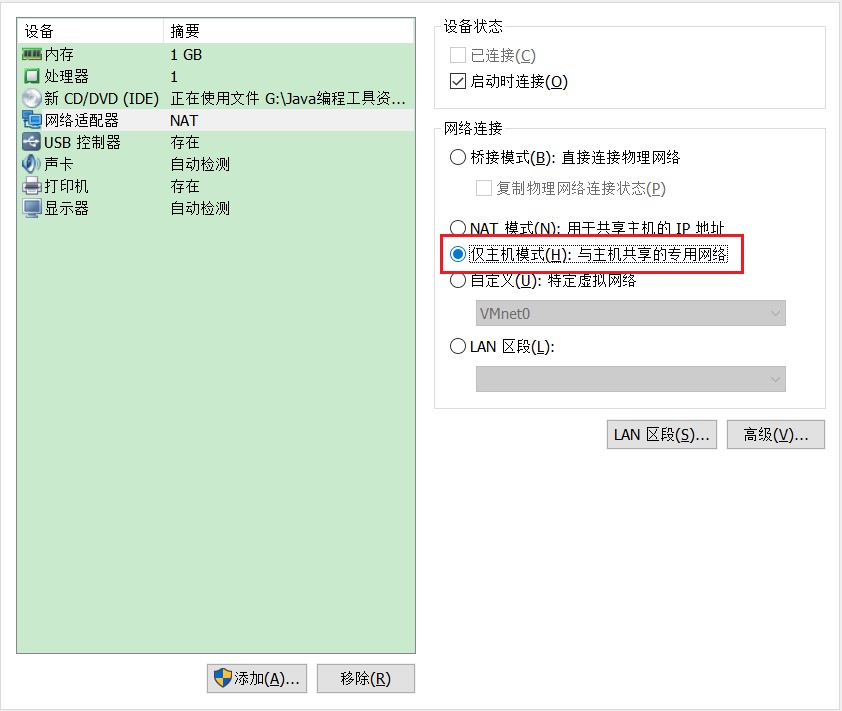 设备 摘要
内存 1 GB
处理器 1
新 CD/DVD (IDE) 正在使用文件 G:\Java编程工具资...
网络适配器 NAT
USB 控制器 存在
声卡 自动检测
打印机 存在
显示器 自动检测
添加(A)... 移除(R)
设备状态
已连接(C)
启动时连接(O)
网络连接
桥接模式(B): 直接连接物理网络
复制物理网络连接状态(P)
NAT 模式(N): 用于共享主机的 IP 地址
仅主机模式(H): 与主机共享的专用网络
自定义(U): 特定虚拟网络
VMnet0
LAN 区段(L):
LAN 区段(S)... 高级(V)...